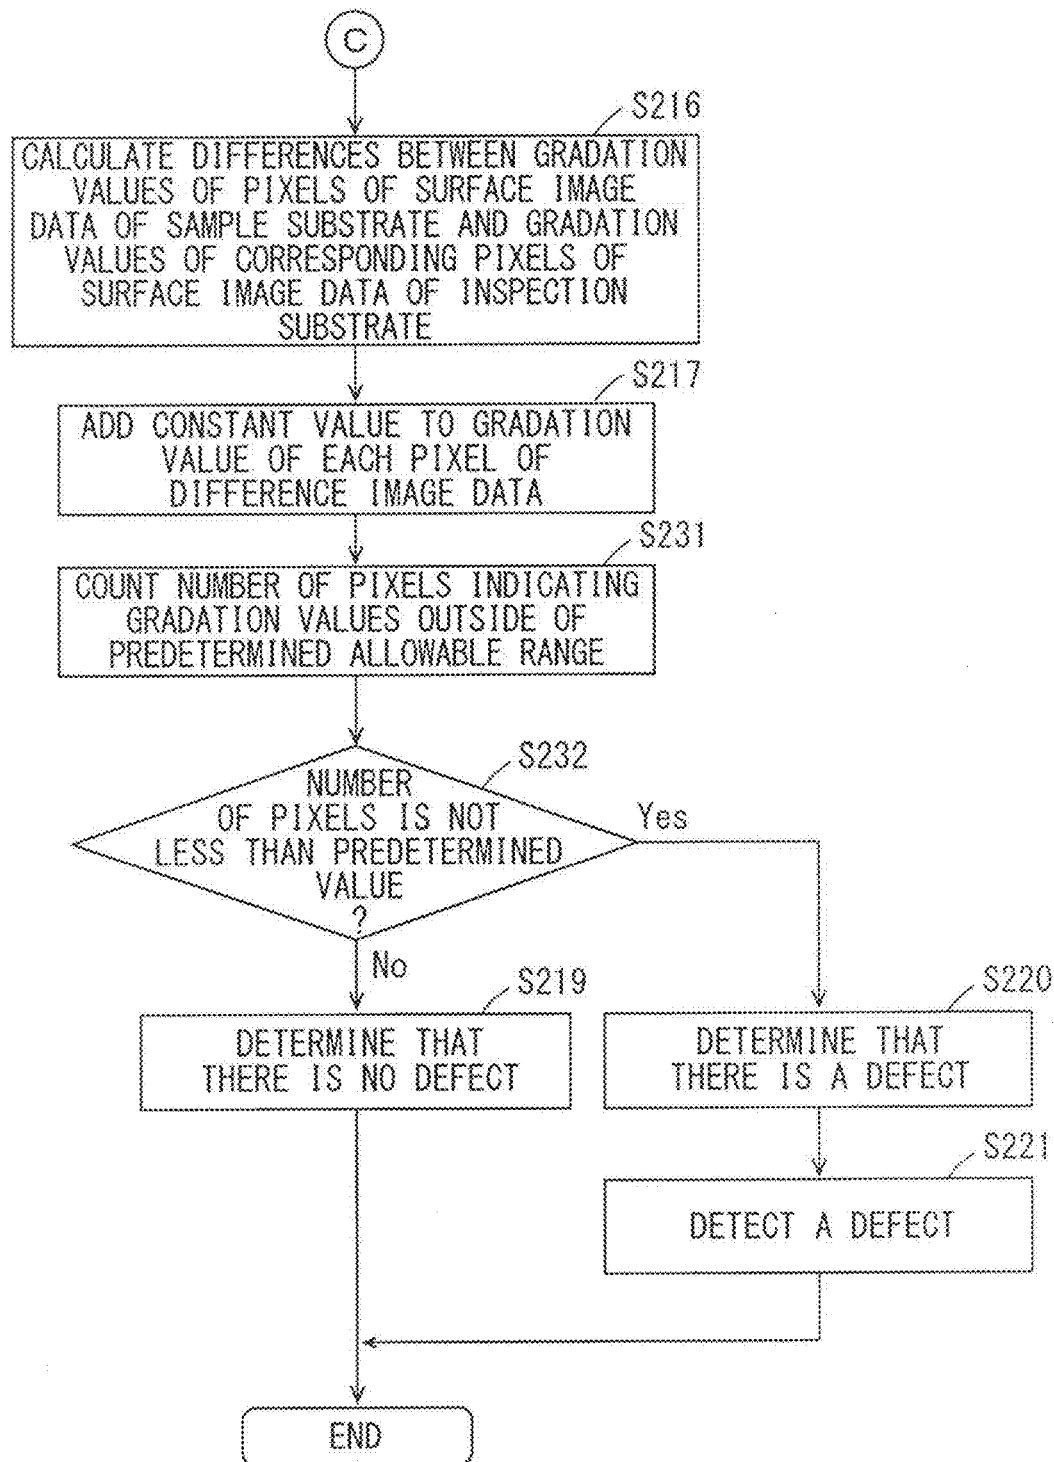 C
S216
CALCULATE DIFFERENCES BETWEEN GRADATION
VALUES OF PIXELS OF SURFACE IMAGE
DATA OF SAMPLE SUBSTRATE AND GRADATION
VALUES OF CORRESPONDING PIXELS OF
SURFACE IMAGE DATA OF INSPECTION
SUBSTRATE
S217
ADD CONSTANT VALUE TO GRADATION
VALUE OF EACH PIXEL OF
DIFFERENCE IMAGE DATA
S231
COUNT NUMBER OF PIXELS INDICATING
GRADATION VALUES OUTSIDE OF
PREDETERMINED ALLOWABLE RANGE
S232
NUMBER
OF PIXELS IS NOT
LESS THAN PREDETERMINED
VALUE
?
Yes
No
S219
DETERMINE THAT
THERE IS NO DEFECT
S220
DETERMINE THAT
THERE IS A DEFECT
S221
DETECT A DEFECT
END